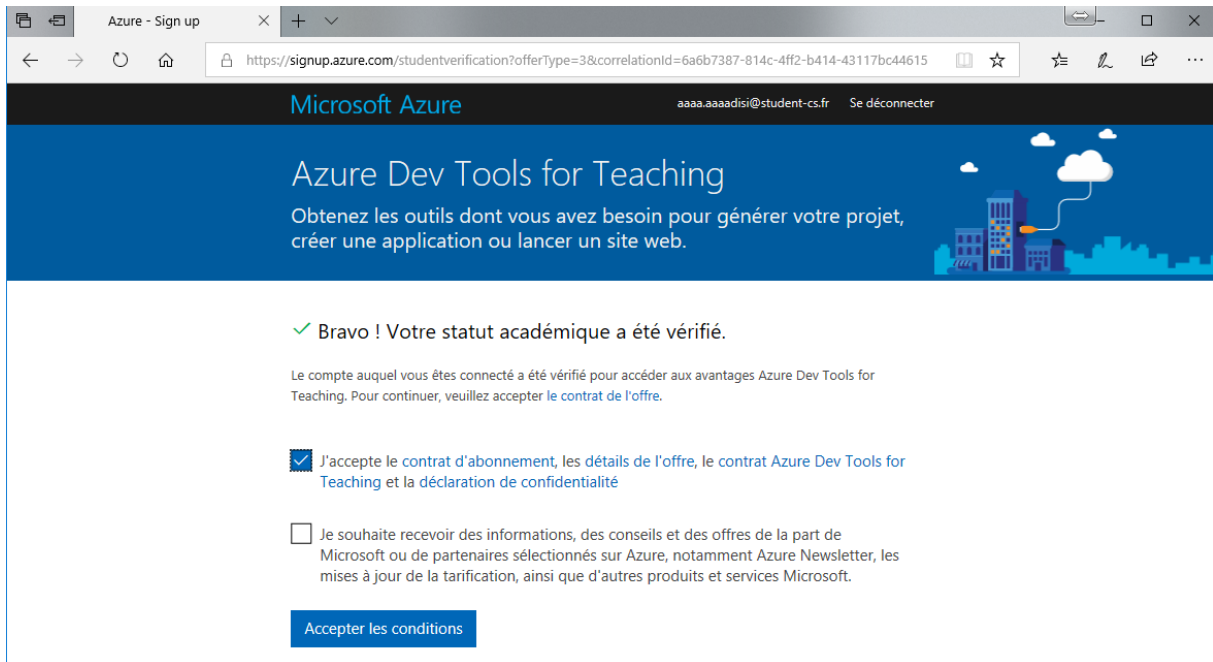 Azure - Sign up
https://signup.azure.com/studentverification?offerType=3&correlationId=6a6b7387-814c-4ff2-b414-43117bc44615
Microsoft Azure aaaa.aaaadisi@student-cs.fr Se déconnecter
Azure Dev Tools for Teaching
Obtenez les outils dont vous avez besoin pour générer votre projet,
créer une application ou lancer un site web.
Bravo ! Votre statut académique a été vérifié.
Le compte auquel vous êtes connecté a été vérifié pour accéder aux avantages Azure Dev Tools for
Teaching. Pour continuer, veuillez accepter le contrat de l'offre.
J'accepte le contrat d'abonnement, les détails de l'offre, le contrat Azure Dev Tools for
Teaching et la déclaration de confidentialité
Je souhaite recevoir des informations, des conseils et des offres de la part de
Microsoft ou de partenaires sélectionnés sur Azure, notamment Azure Newsletter, les
mises à jour de la tarification, ainsi que d'autres produits et services Microsoft.
Accepter les conditions